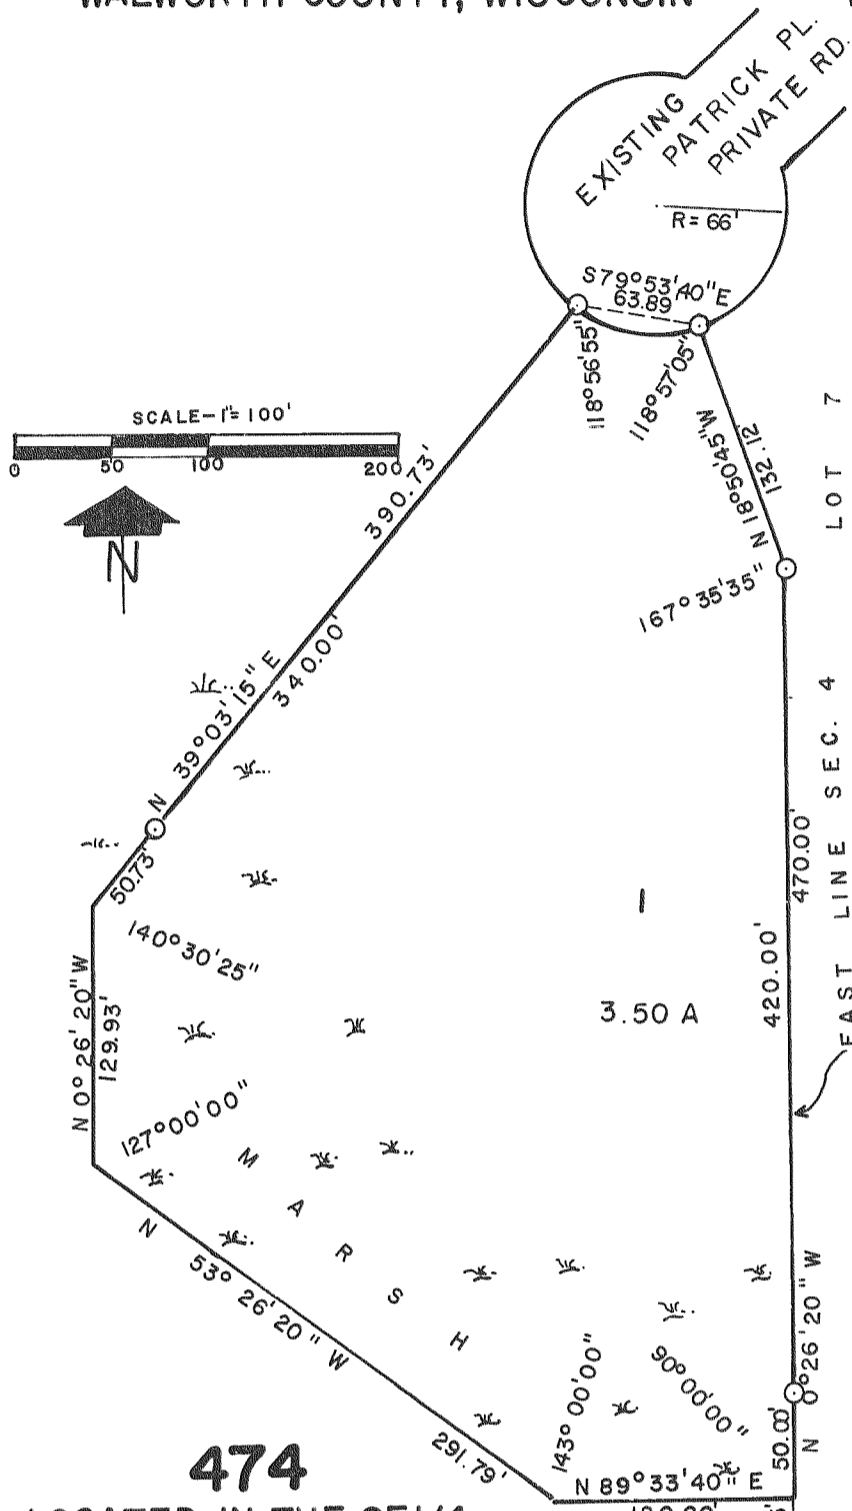 EXISTING
PATRICK PL.
PRIVATE RD.
R=66'
S79°53'40"E
63.89'
118°56'55"
118°57'05"
N 18°50'45"W
132.12'
LOT 7
SCALE-1"=100'
0 50 100 200
N
390.73'
167°35'35"
340.00'
N 39°03'15" E
50.73'
140°30'25"
EAST LINE SEC. 4
470.00'
420.00'
1
3.50 A
N 0°26'20"W
129.93'
127°00'00"
MARSH
N 53°26'20"W
291.79'
143°00'00"
90°00'00"
N 0°26'20"W
50.00'
N 89°33'40" E
474